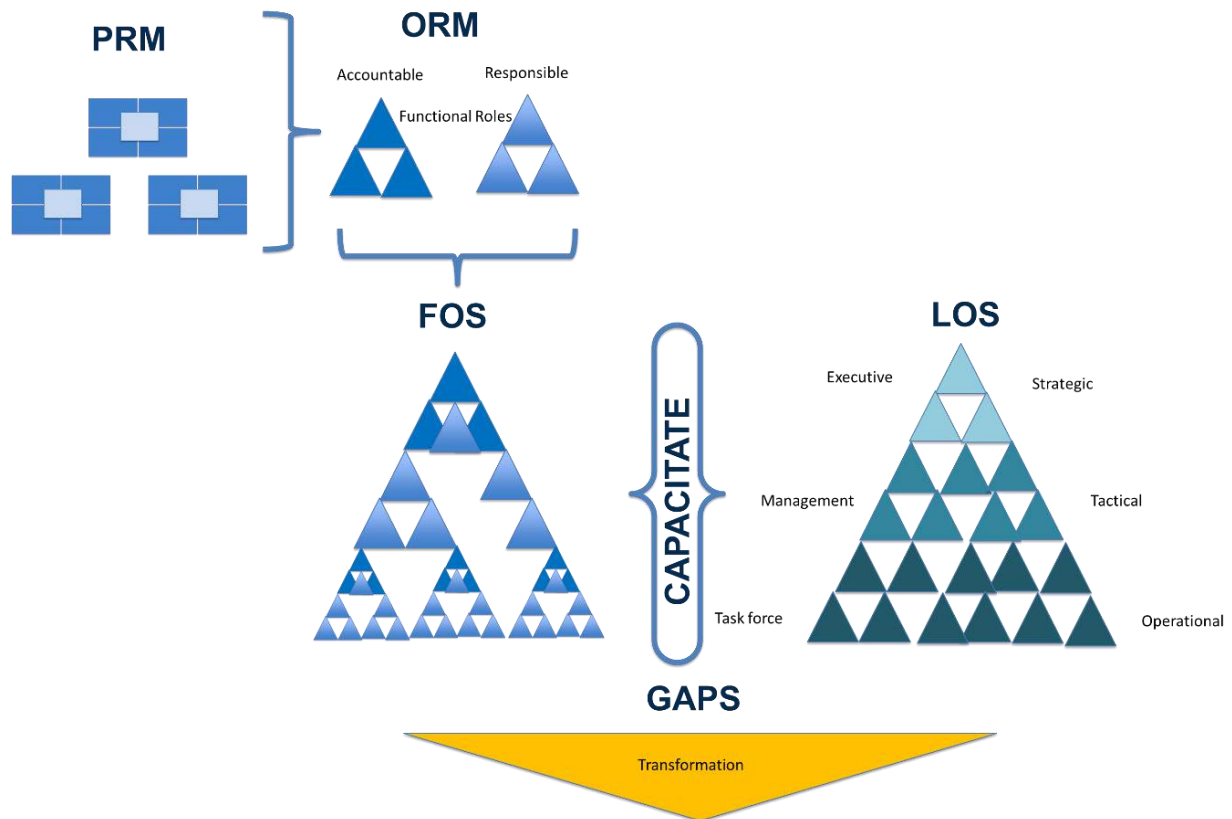 PRM
ORM
Accountable
Responsible
Functional Roles
FOS
LOS
Executive
Strategic
CAPACITATE
Management
Tactical
Task force
Operational
GAPS
Transformation